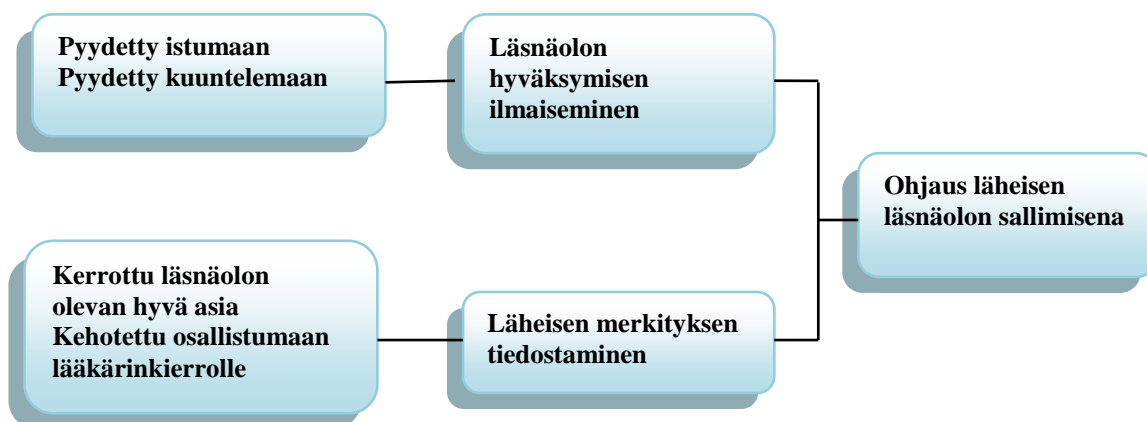 Pyydetty istumaan
Pyydetty kuuntelemaan
Läsnäolon
hyväksymisen
ilmaiseminen
Ohjaus läheisen
läsnäolon sallimisena
Kerrottu läsnäolon
olevan hyvä asia
Kehotettu osallistumaan
lääkärinkierrolle
Läheisen merkityksen
tiedostaminen